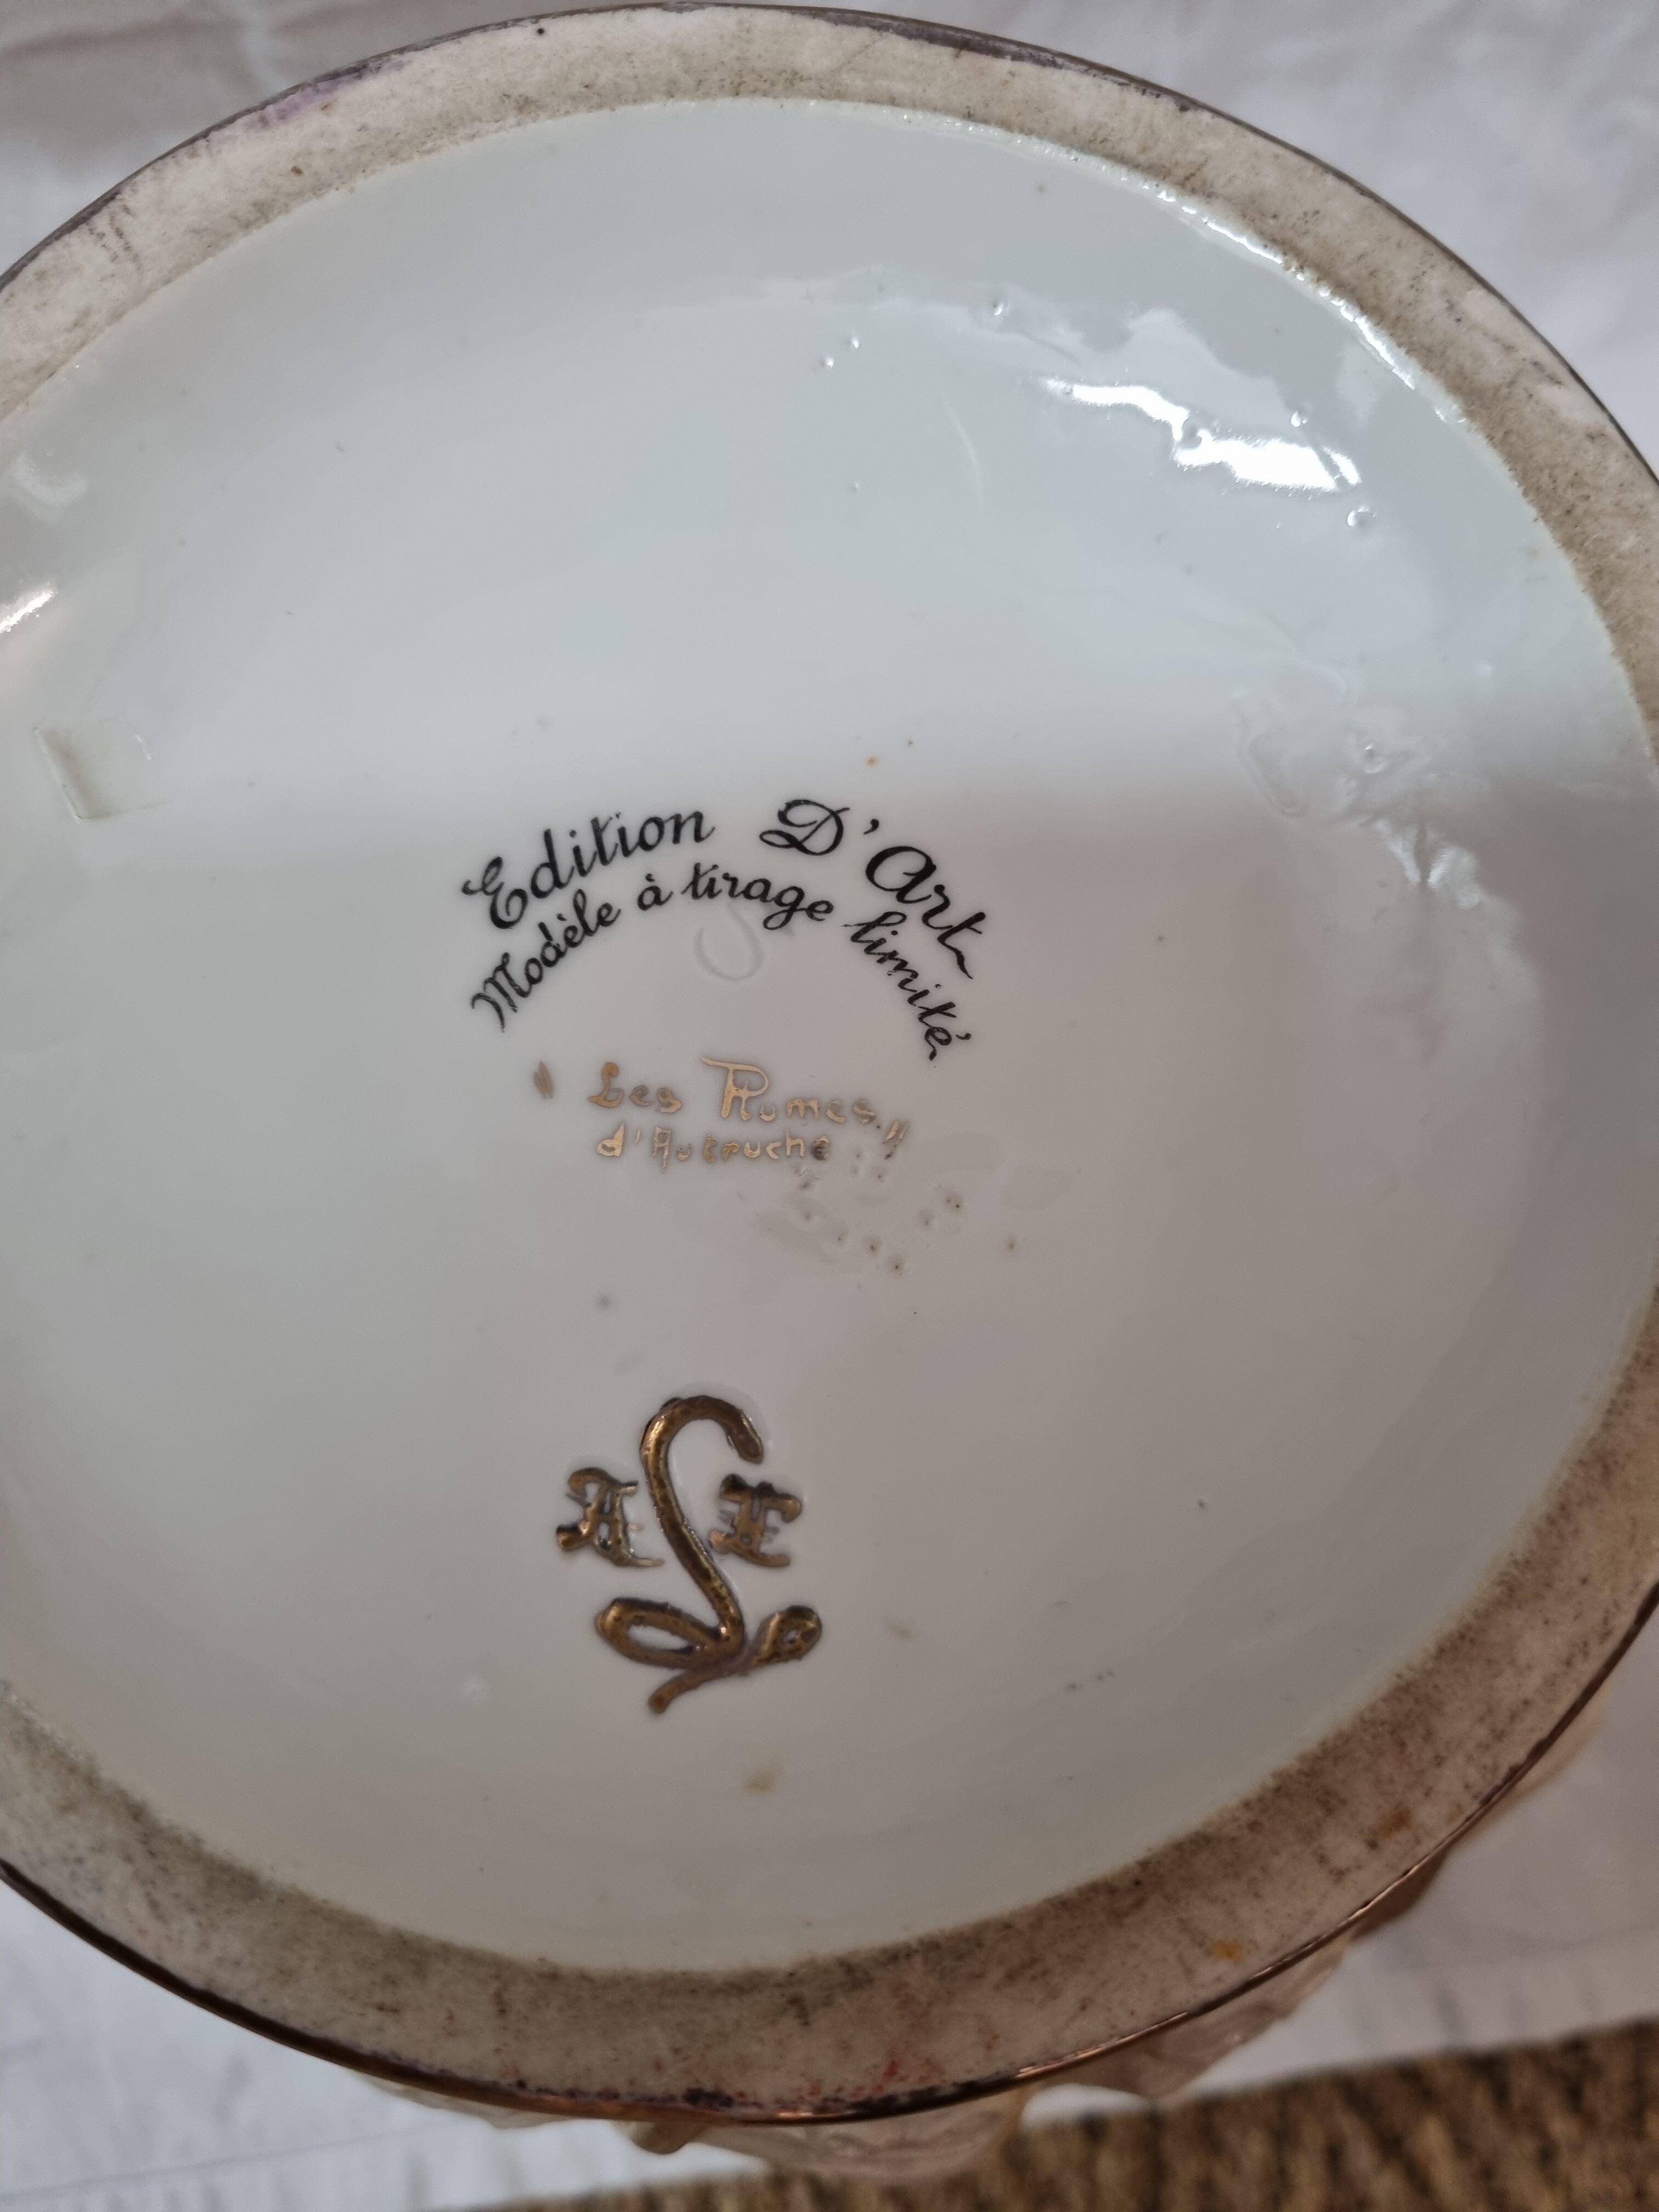 Edition D'Art
Modèle à tirage limité
"Les Plumes"
d'Autruche
A E